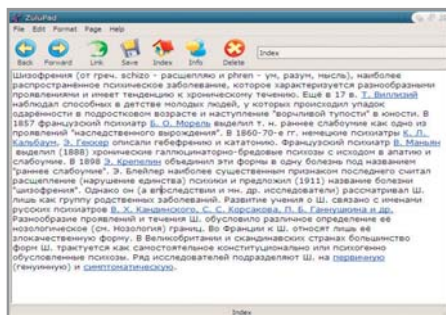 ZuluPad
File Edit Format Page Help
Back Forward Link Save Index Info Delete Index
Шизофрения (от греч. schizo - расщепляю и phren - ум, разум, мысль), наиболее
распространённое психическое заболевание, которое характеризуется разнообразными
проявлениями и имеет тенденцию к хроническому течению. Ещё в 17 в. Т. Виллизий
наблюдал способных в детстве молодых людей, у которых происходил упадок
одарённости в подростковом возрасте и наступление "ворчливой тупости" в юности. В
1857 французский психиатр Б. О. Морель выделил т. н. раннее слабоумие как одно из
проявлений "наследственного вырождения". В 1860-70-е гг. немецкие психиатры К. Л.
Кальбаум, Э. Геккер описали гебефрению и кататонию. Французский психиатр В. Маньян
выделил (1888) хронические галлюцинаторно-бредовые психозы с исходом в апатию и
слабоумие. В 1898 Э. Крепелин объединил эти формы в одну болезнь под названием
"раннее слабоумие". Э. Блейлер наиболее существенным признаком последнего считал
расщепление (нарушение единства) психики и предложил (1911) название болезни
"шизофрения". Однако он (а впоследствии и мн. др. исследователи) рассматривал Ш.
лишь как группу родственных заболеваний. Развитие учения о Ш. связано с именами
русских психиатров В. Х. Кандинского, С. С. Корсакова, П. Б. Ганнушкина и др.
Разнообразие проявлений и течения Ш. обусловило различное определение её
нозологическое (см. Нозология) границ. Во Франции к Ш. относят лишь её
злокачественную форму. В Великобритании и скандинавских странах большинство
форм Ш. трактуется как самостоятельное конституционально или психогенно
обусловленные психозы. Ряд исследователей подразделяют Ш. на первичную
(генуинную) и симптоматическую.
Index